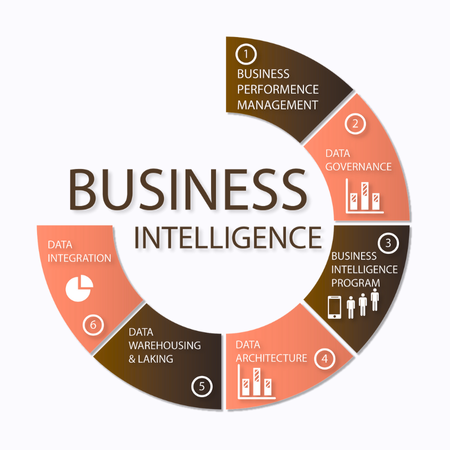 BUSINESS
INTELLIGENCE
1
BUSINESS
PERFORMENCE
MANAGEMENT
2
DATA
GOVERNANCE
3
BUSINESS
INTELLIGENCE
PROGRAM
DATA
ARCHITECTURE
4
DATA
WAREHOUSING
& LAKING
5
DATA
INTEGRATION
6